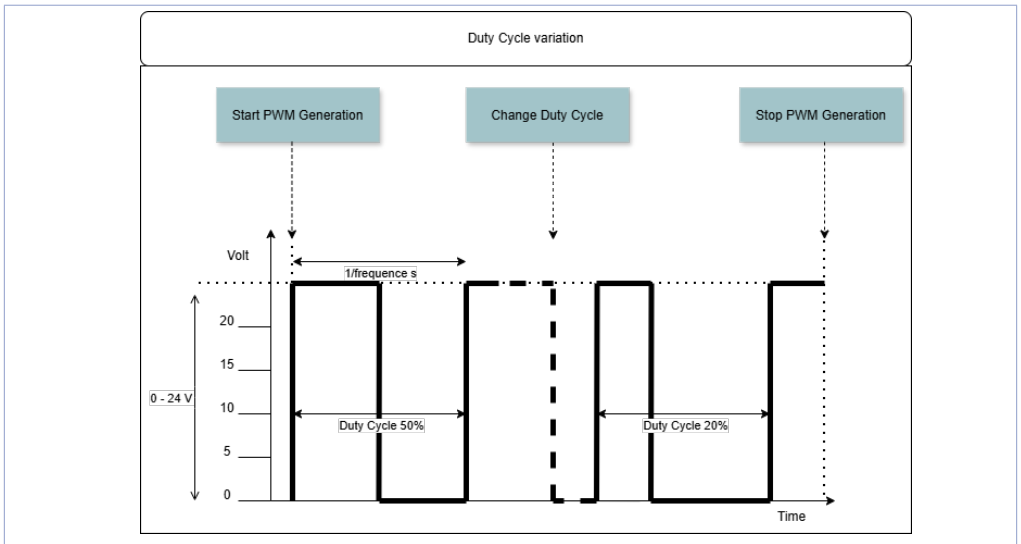 Duty Cycle variation
Start PWM Generation
Change Duty Cycle
Stop PWM Generation
Volt
1/frequence s
20
15
0 - 24 V
10
Duty Cycle 50%
Duty Cycle 20%
5
0
Time